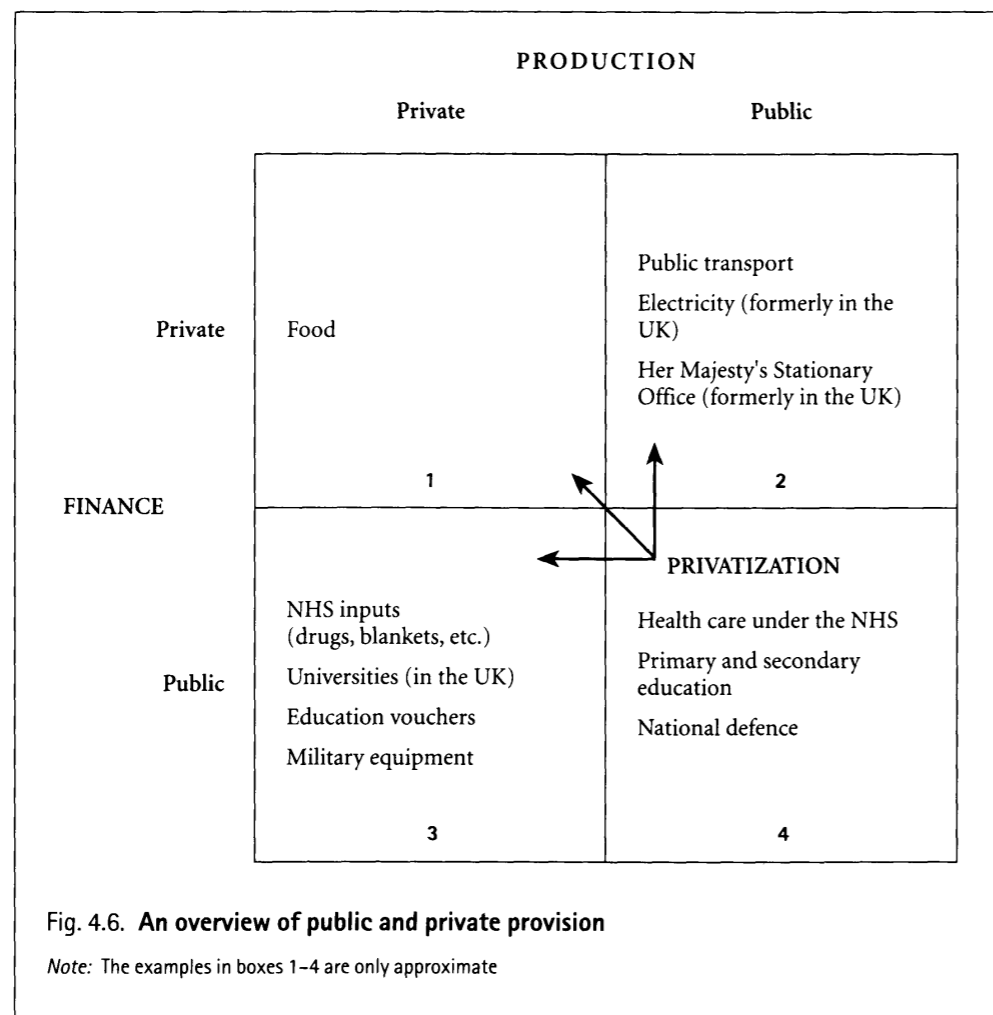 PRODUCTION
Private
Public
Private
Food
Public transport
Electricity (formerly in the
UK)
Her Majesty's Stationary
Office (formerly in the UK)
1
2
FINANCE
PRIVATIZATION
Public
NHS inputs
(drugs, blankets, etc.)
Universities (in the UK)
Education vouchers
Military equipment
Health care under the NHS
Primary and secondary
education
National defence
3
4
Fig. 4.6. An overview of public and private provision
Note: The examples in boxes 1–4 are only approximate